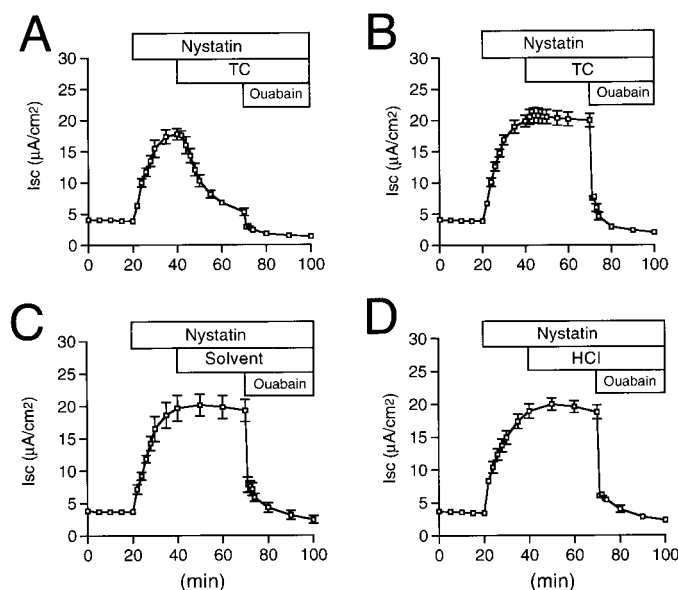 A
Nystatin
TC
Ouabain
30
25
20
15
10
5
0
Isc (μA/cm2)
0 20 40 60 80 100
B
Nystatin
TC
Ouabain
30
25
20
15
10
5
0
Isc (μA/cm2)
0 20 40 60 80 100
C
Nystatin
Solvent
Ouabain
30
25
20
15
10
5
0
Isc (μA/cm2)
0 20 40 60 80 100
(min)
D
Nystatin
HCl
Ouabain
30
25
20
15
10
5
0
Isc (μA/cm2)
0 20 40 60 80 100
(min)